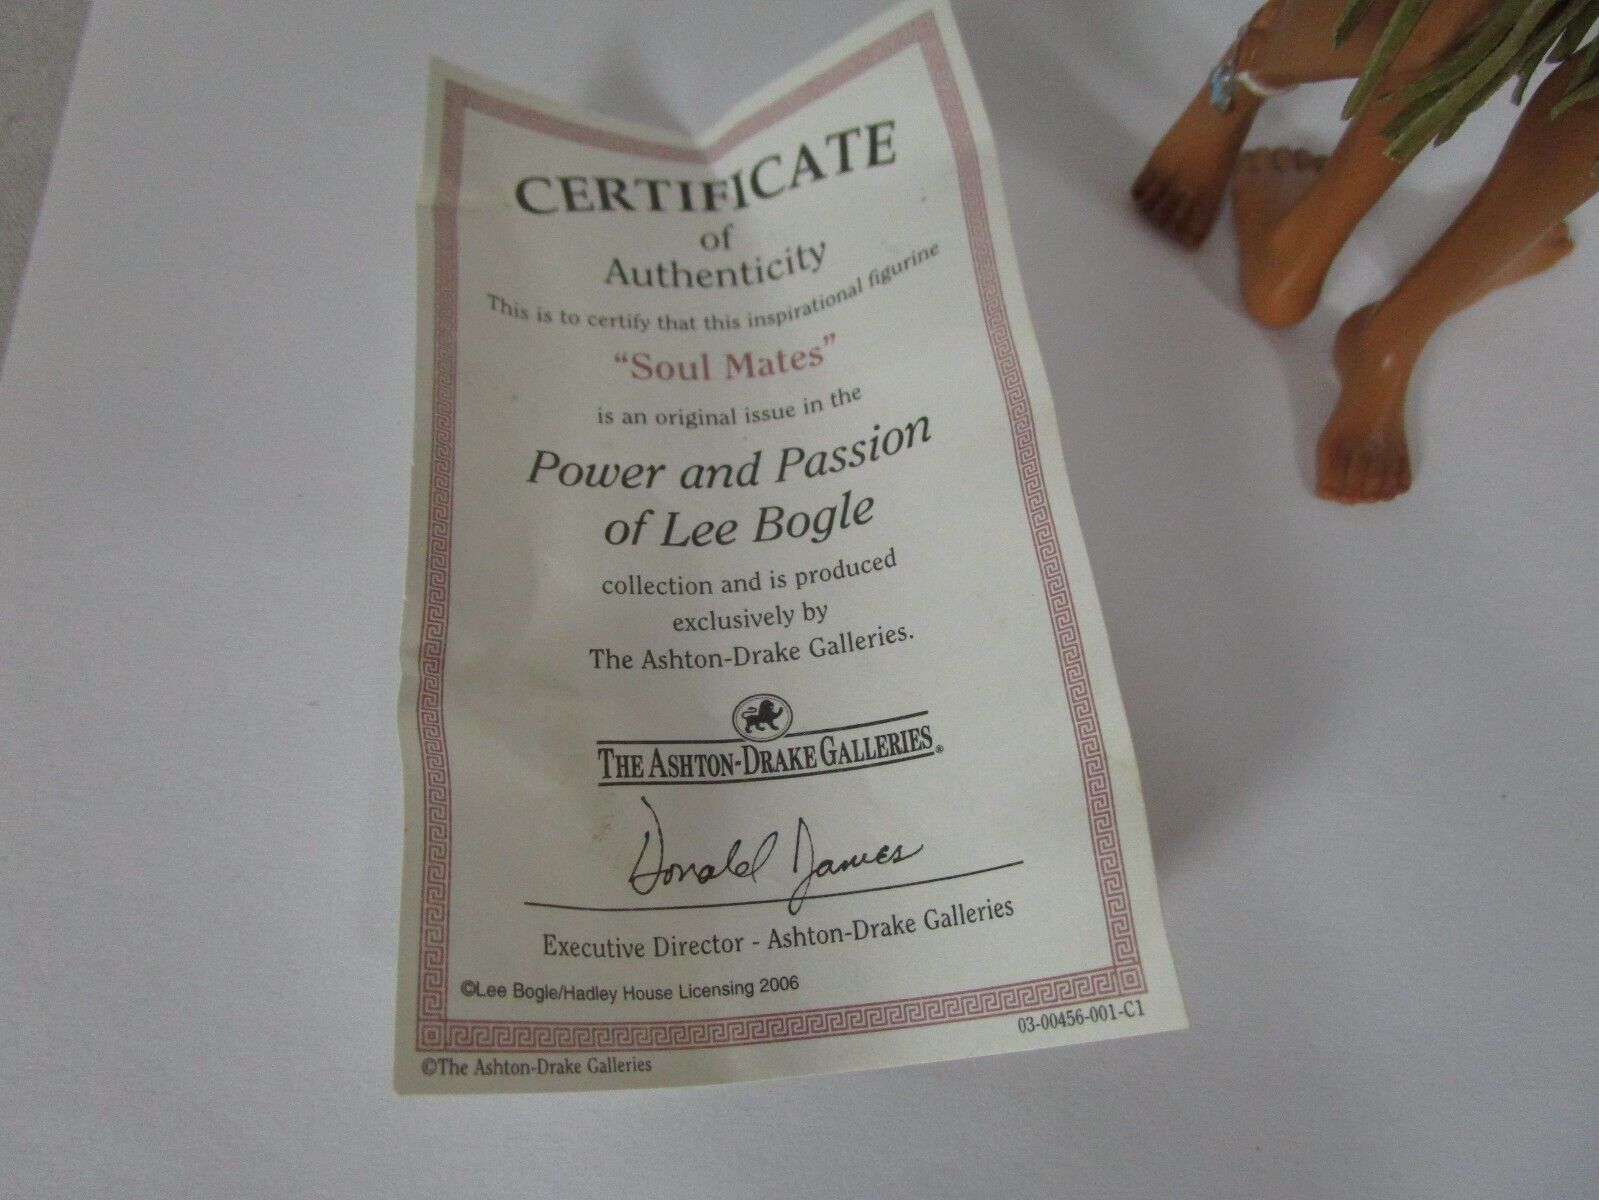 CERTIFICATE
of
Authenticity
This is to certify that this inspirational figurine
“Soul Mates”
is an original issue in the
Power and Passion
of Lee Bogle
collection and is produced
exclusively by
The Ashton-Drake Galleries.
THE ASHTON-DRAKE GALLERIES®
Donald James
Executive Director - Ashton-Drake Galleries
©Lee Bogle/Hadley House Licensing 2006
03-00456-001-C1
©The Ashton-Drake Galleries